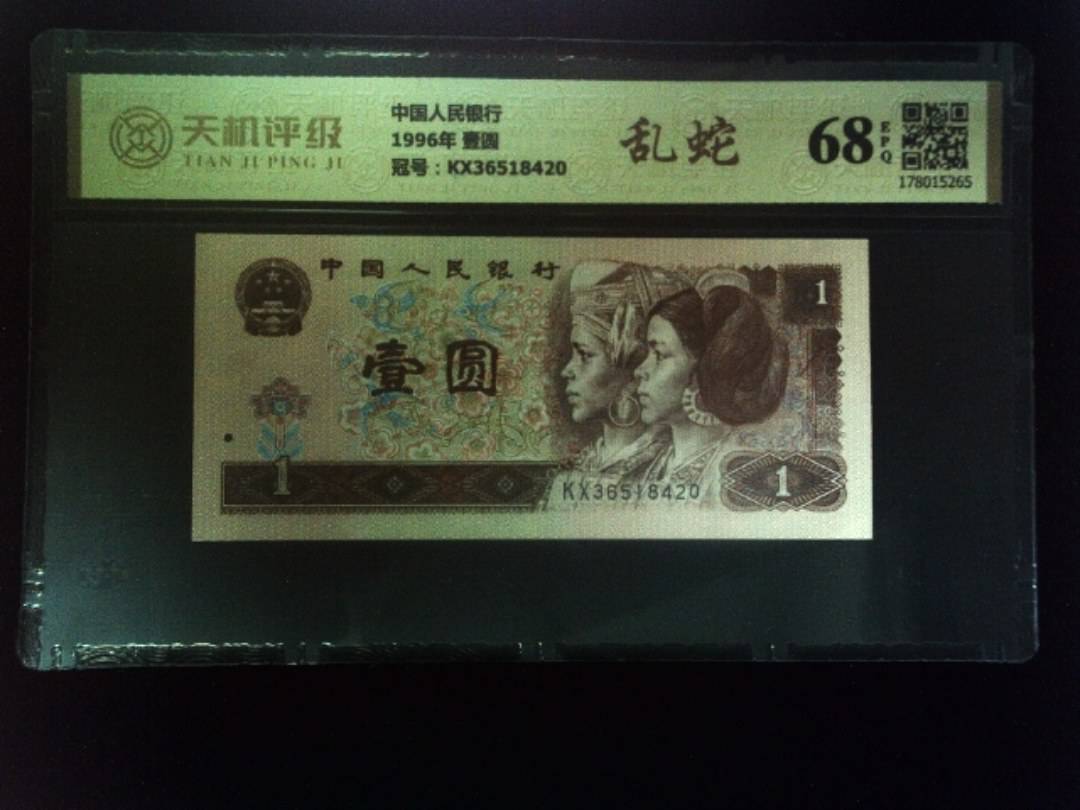 天机评级
TIAN JI PING JI
中国人民银行
1996年 壹圆
冠号：KX36518420
乱蛇
68
EPQ
178015265
中国人民银行
1
壹圆
1
KX36518420
1